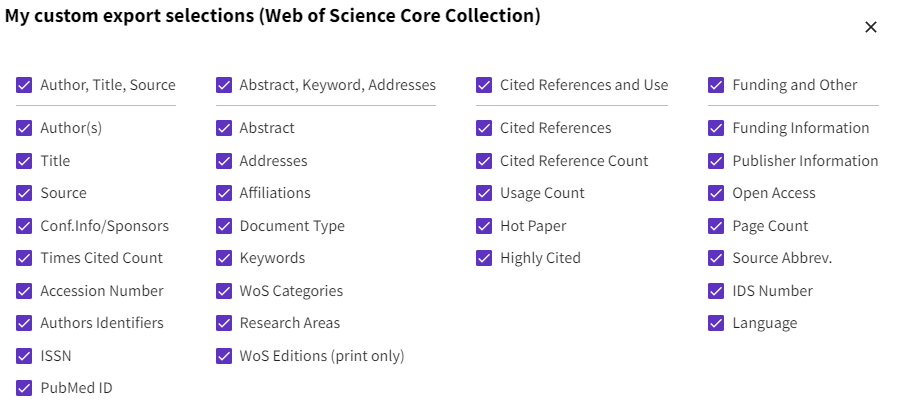 My custom export selections (Web of Science Core Collection)
Author, Title, Source
Author(s)
Title
Source
Conf.Info/Sponsors
Times Cited Count
Accession Number
Authors Identifiers
ISSN
PubMed ID
Abstract, Keyword, Addresses
Abstract
Addresses
Affiliations
Document Type
Keywords
WoS Categories
Research Areas
WoS Editions (print only)
Cited References and Use
Cited References
Cited Reference Count
Usage Count
Hot Paper
Highly Cited
Funding and Other
Funding Information
Publisher Information
Open Access
Page Count
Source Abbrev.
IDS Number
Language